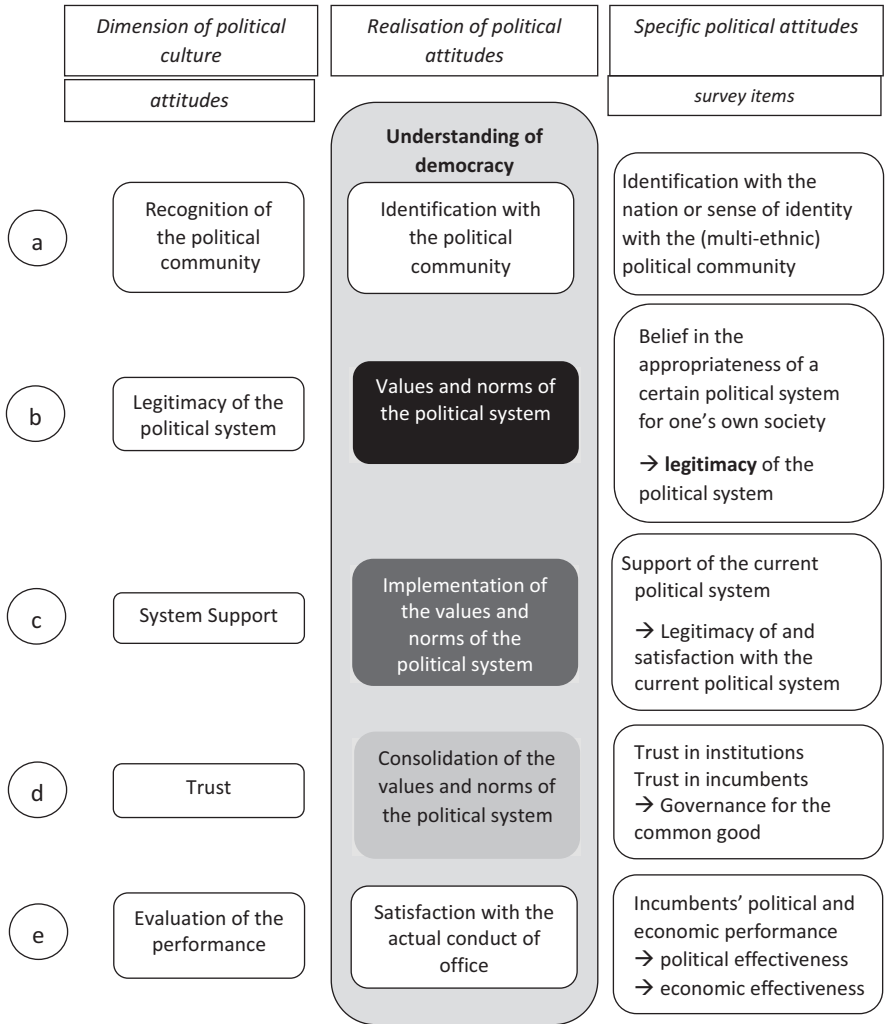 Dimension of political
culture
attitudes
Realisation of political
attitudes
Specific political attitudes
survey items
Understanding of
democracy
a
Recognition of
the political
community
Identification with
the political
community
Identification with the
nation or sense of identity
with the (multi-ethnic)
political community
b
Legitimacy of the
political system
Values and norms of
the political system
Belief in the
appropriateness of a
certain political system
for one's own society
→ legitimacy of the
political system
c
System Support
Implementation of
the values and
norms of the
political system
Support of the current
political system
→ Legitimacy of and
satisfaction with the
current political system
d
Trust
Consolidation of the
values and norms of
the political system
Trust in institutions
Trust in incumbents
→ Governance for the
common good
e
Evaluation of the
performance
Satisfaction with the
actual conduct of
office
Incumbents' political and
economic performance
→ political effectiveness
→ economic effectiveness